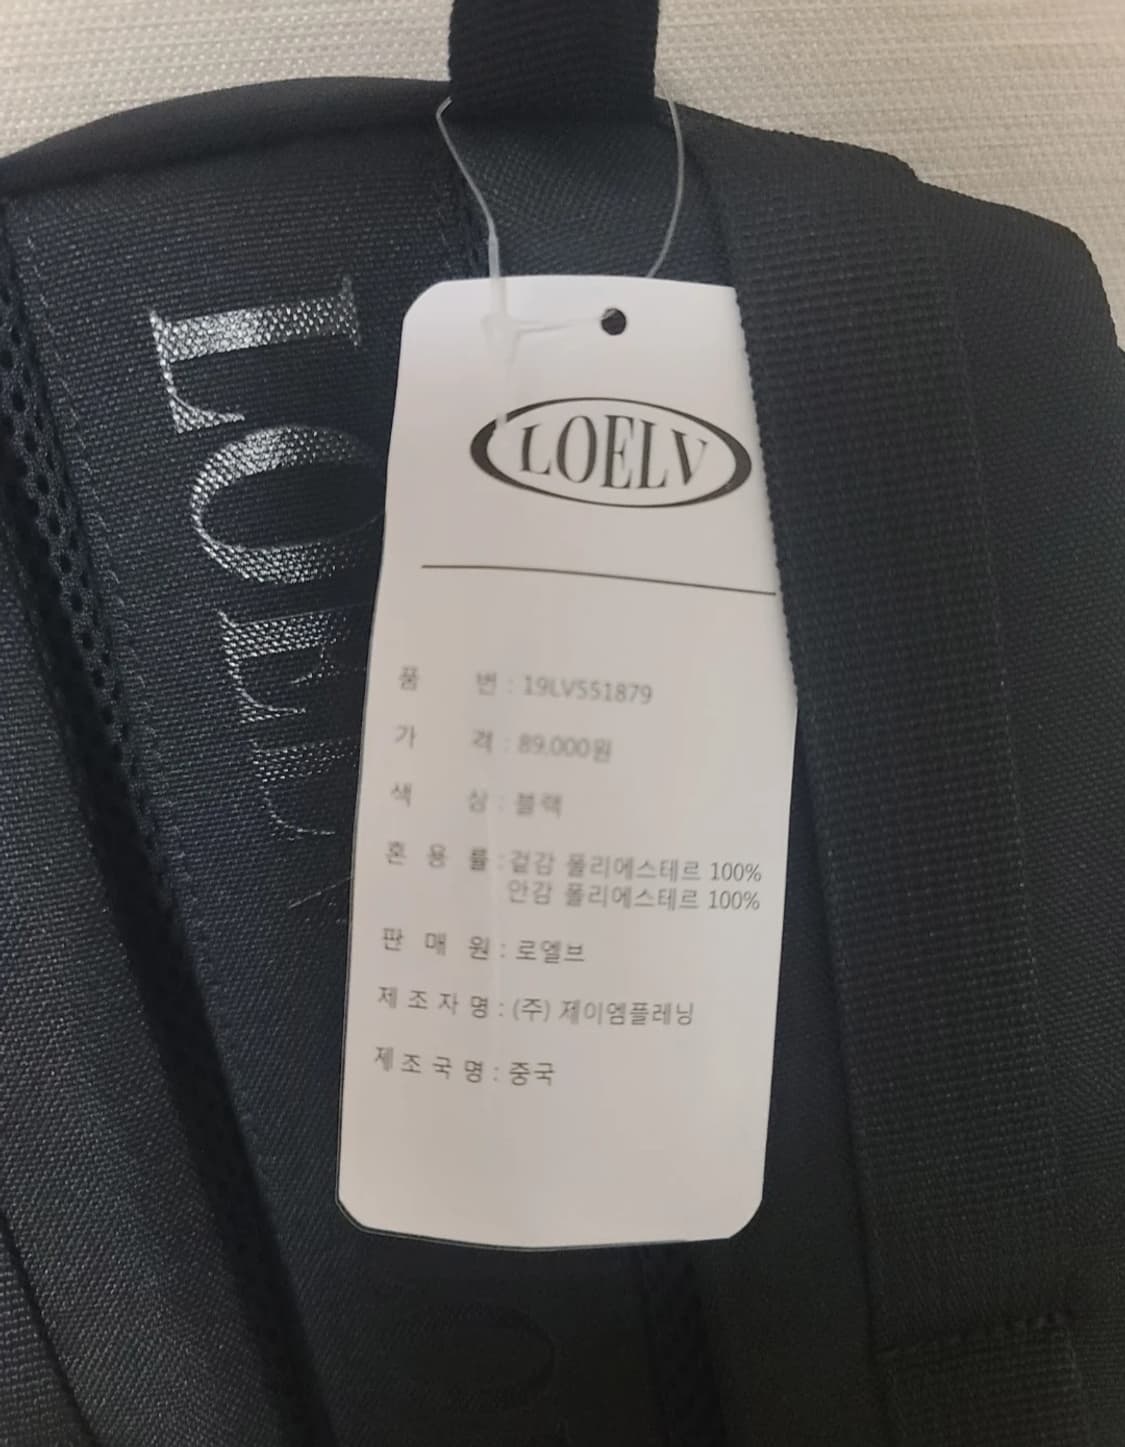 LOELV
LOELV
품 번 : 19LV551879
가 격 : 89,000원
색 상 : 블랙
혼 용 률 : 겉감 폴리에스테르 100%
안감 폴리에스테르 100%
판 매 원 : 로엘브
제 조 자 명 : (주) 제이엠플레닝
제 조 국 명 : 중국